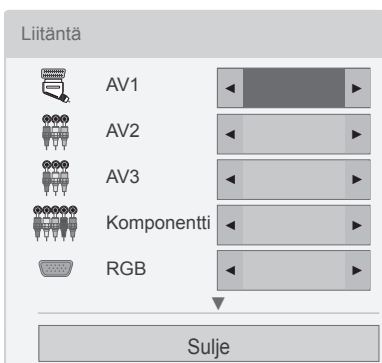 Liitäntä
AV1
AV2
AV3
Komponentti
RGB
Sulje